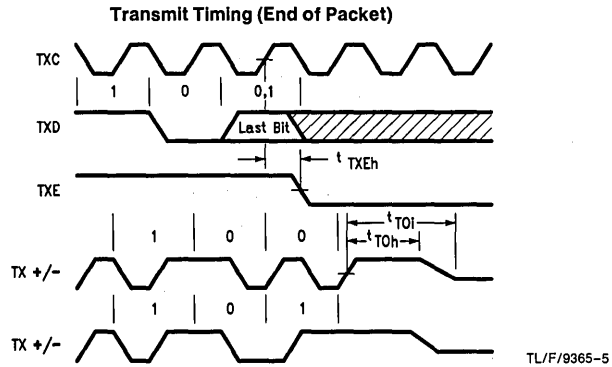 Transmit Timing (End of Packet)
TXC
1 0 0,1
TXD
Last Bit
t TXEh
TXE
t TOi
t TOh
1 0 0
TX +/-
1 0 1
TX +/-
TL/F/9365-5